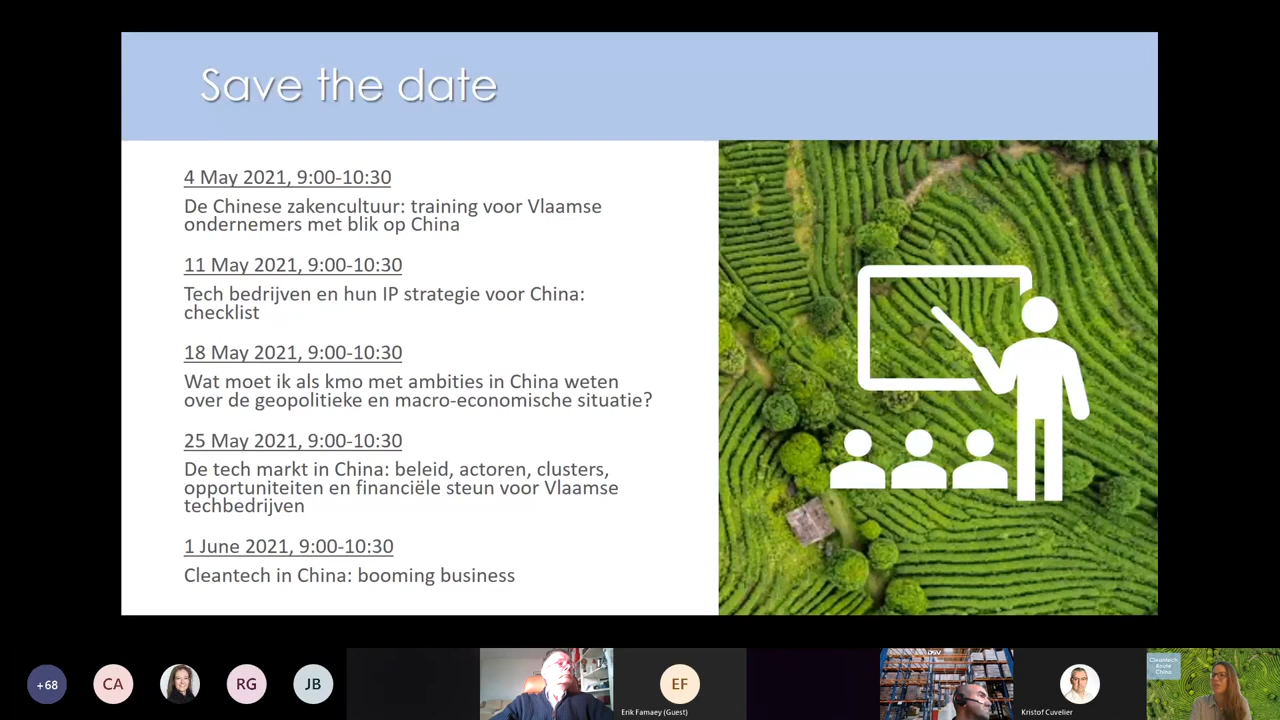 Save the date
4 May 2021, 9:00-10:30
De Chinese zakencultuur: training voor Vlaamse
ondernemers met blik op China
11 May 2021, 9:00-10:30
Tech bedrijven en hun IP strategie voor China:
checklist
18 May 2021, 9:00-10:30
Wat moet ik als kmo met ambities in China weten
over de geopolitieke en macro-economische situatie?
25 May 2021, 9:00-10:30
De tech markt in China: beleid, actoren, clusters,
opportuniteiten en financiële steun voor Vlaamse
techbedrijven
1 June 2021, 9:00-10:30
Cleantech in China: booming business
+68
CA
RG
JB
EF
Erik Famaey (Guest)
DSV
Kristof Cuvelier
Cleantech
Route
China